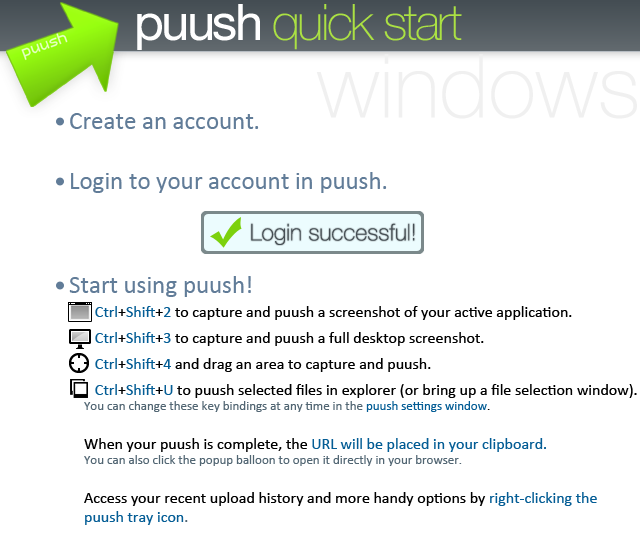 puush
puush quick start
windows
• Create an account.
• Login to your account in puush.
Login successful!
• Start using puush!
Ctrl+Shift+2 to capture and puush a screenshot of your active application.
Ctrl+Shift+3 to capture and puush a full desktop screenshot.
Ctrl+Shift+4 and drag an area to capture and puush.
Ctrl+Shift+U to puush selected files in explorer (or bring up a file selection window).
You can change these key bindings at any time in the puush settings window.
When your puush is complete, the URL will be placed in your clipboard.
You can also click the popup balloon to open it directly in your browser.
Access your recent upload history and more handy options by right-clicking the
puush tray icon.